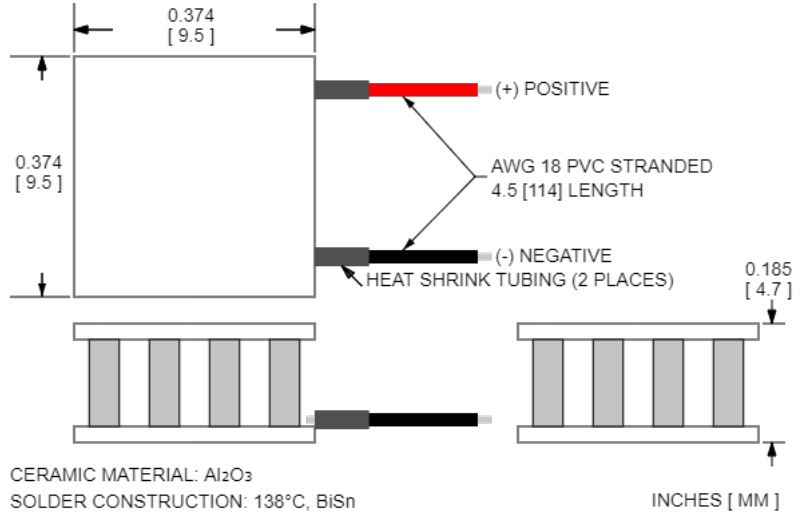 0.374
[ 9.5 ]
(+) POSITIVE
0.374
[ 9.5 ]
AWG 18 PVC STRANDED
4.5 [114] LENGTH
(-) NEGATIVE
HEAT SHRINK TUBING (2 PLACES)
0.185
[ 4.7 ]
CERAMIC MATERIAL: Al₂O₃
SOLDER CONSTRUCTION: 138°C, BiSn
INCHES [ MM ]